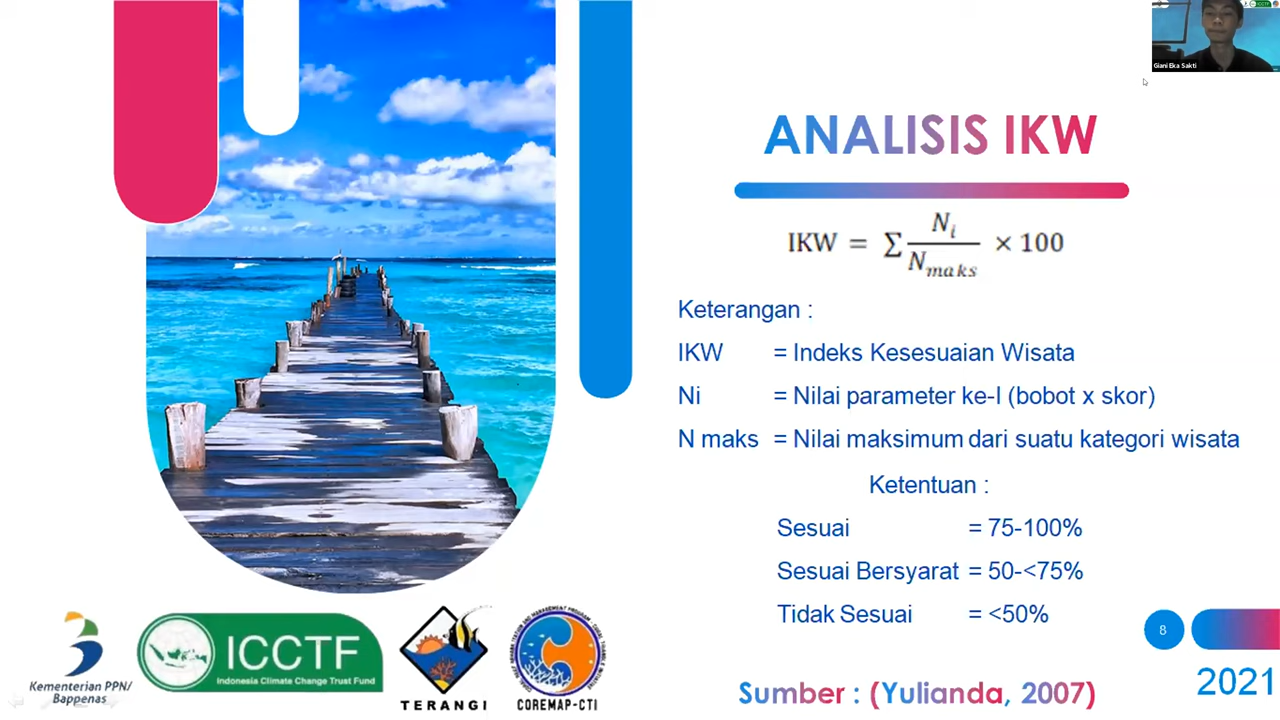 Giani Eka Sakti
ANALISIS IKW
IKW = Σ Ni / Nmaks × 100
Keterangan :
IKW = Indeks Kesesuaian Wisata
Ni = Nilai parameter ke-I (bobot x skor)
N maks = Nilai maksimum dari suatu kategori wisata
Ketentuan :
Sesuai = 75-100%
Sesuai Bersyarat = 50-<75%
Tidak Sesuai = <50%
8
2021
Sumber : (Yulianda, 2007)
Kementerian PPN/
Bappenas
ICCTF
Indonesia Climate Change Trust Fund
TERANGI
COREMAP-CTI